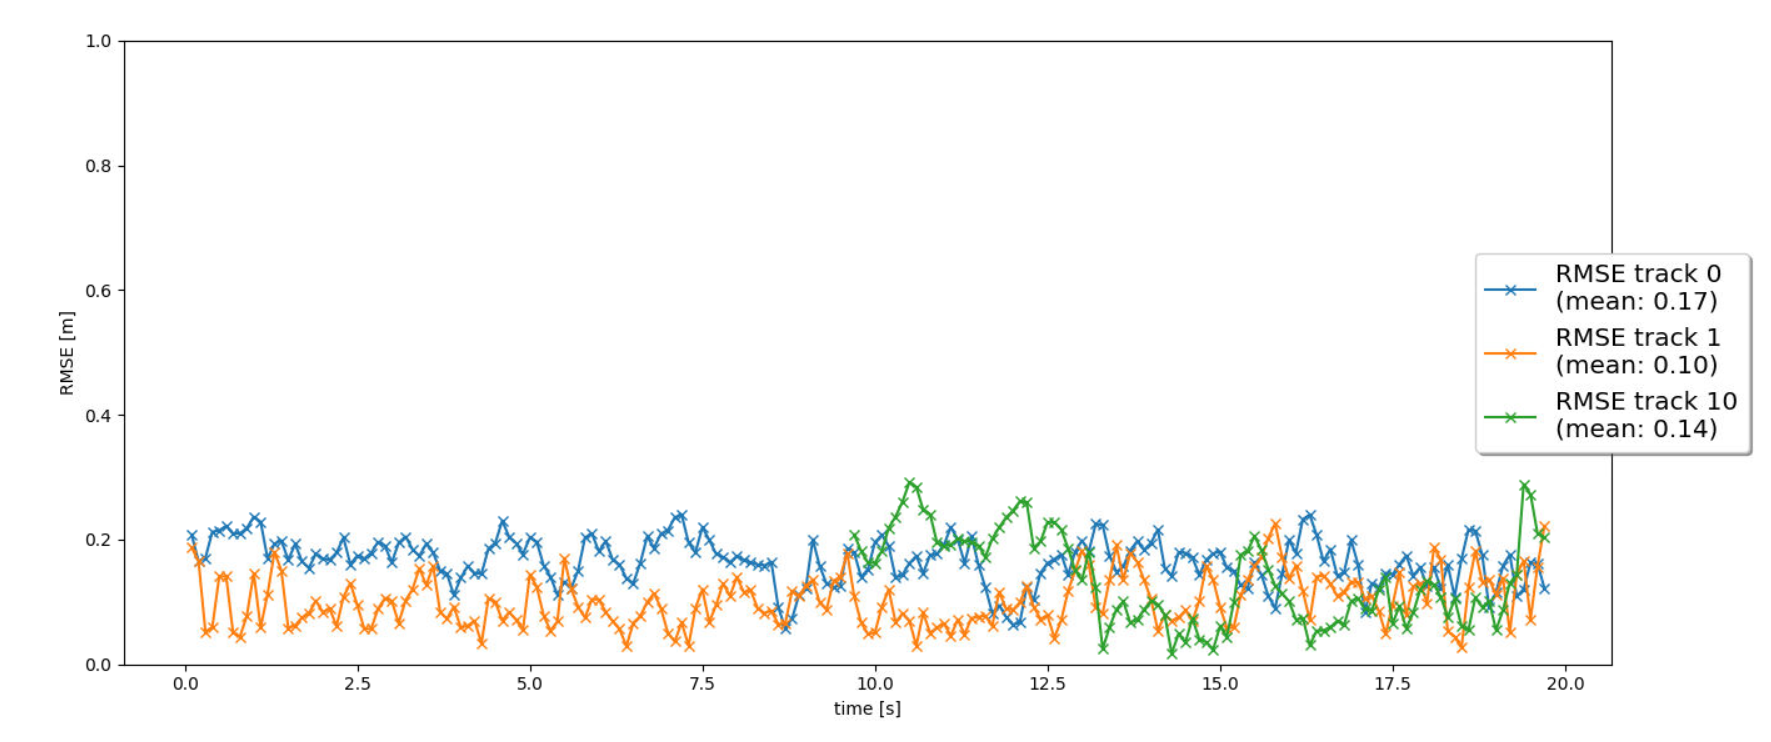 1.0
0.8
0.6
0.4
0.2
0.0
RMSE [m]
0.0 2.5 5.0 7.5 10.0 12.5 15.0 17.5 20.0
time [s]
RMSE track 0
(mean: 0.17)
RMSE track 1
(mean: 0.10)
RMSE track 10
(mean: 0.14)